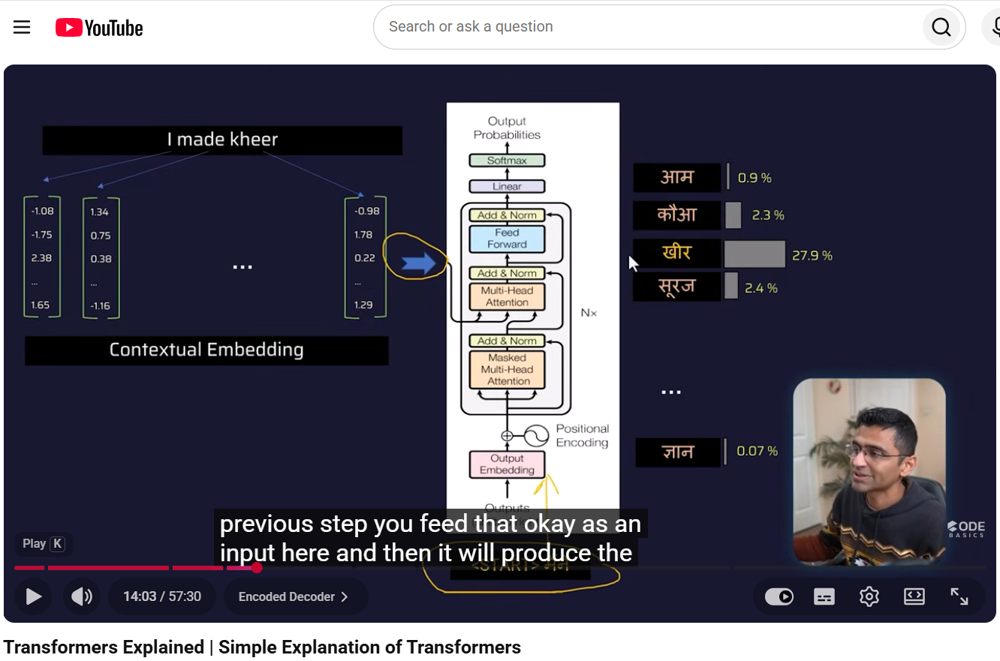 YouTube
Search or ask a question
I made kheer
-1.08
-1.75
2.38
...
1.65
1.34
0.75
0.38
...
-1.16
...
-0.98
1.78
0.22
...
1.29
Contextual Embedding
Output
Probabilities
Softmax
Linear
Add & Norm
Feed
Forward
Add & Norm
Multi-Head
Attention
Nx
Add & Norm
Masked
Multi-Head
Attention
Positional
Encoding
Output
Embedding
Outputs
आम 0.9 %
कौआ 2.3 %
खीर 27.9 %
सूरज 2.4 %
...
ज्ञान 0.07 %
CODE
BASICS
previous step you feed that okay as an
input here and then it will produce the
<START> मैंने
Play K
14:03 / 57:30
Encoded Decoder >
Transformers Explained | Simple Explanation of Transformers